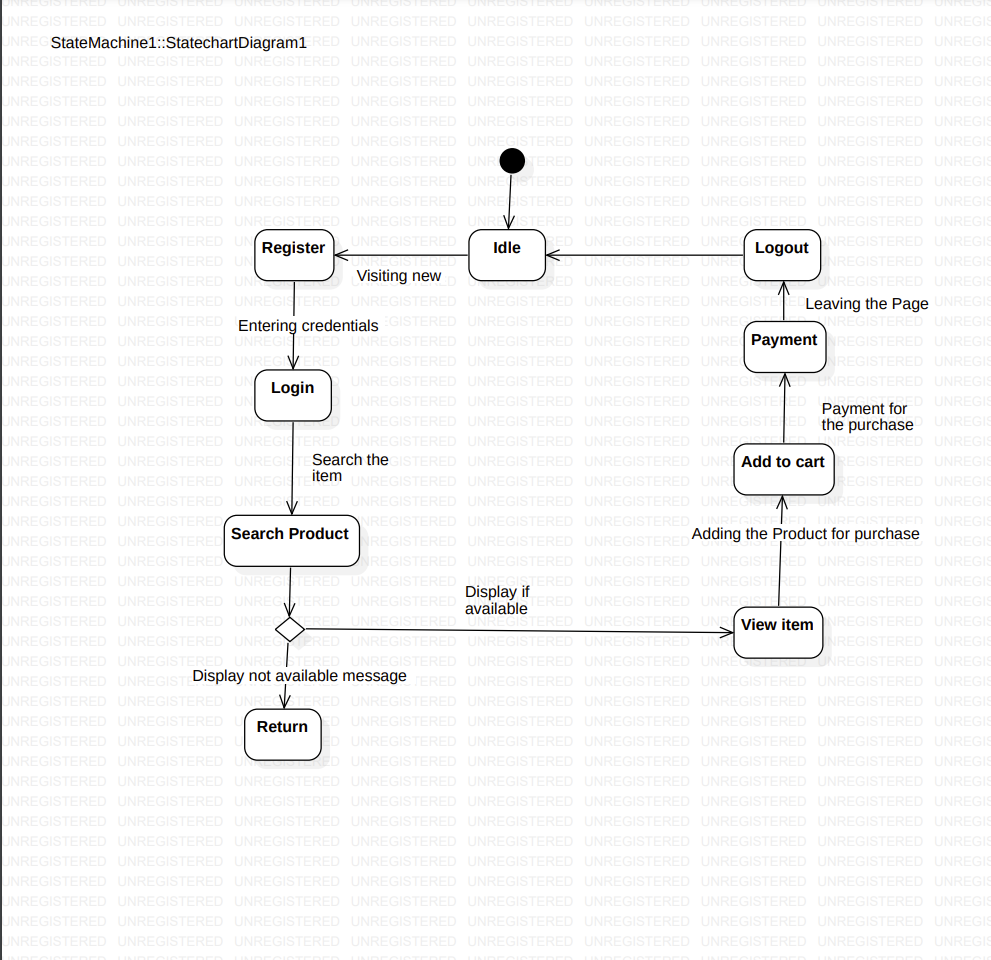 StateMachine1::StatechartDiagram1
Register
Idle
Logout
Visiting new
Leaving the Page
Entering credentials
Payment
Login
Payment for
the purchase
Search the
item
Add to cart
Search Product
Adding the Product for purchase
Display if
available
View item
Display not available message
Return
UNREGISTERED